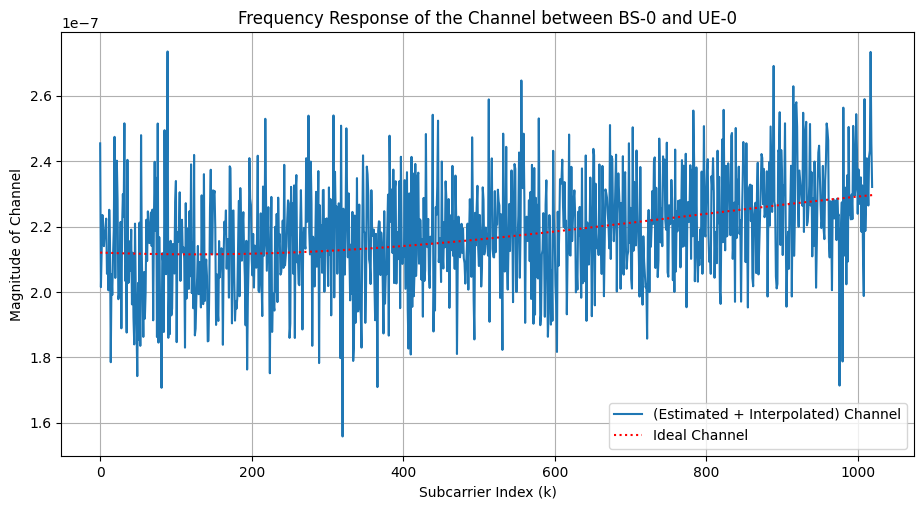 Frequency Response of the Channel between BS-0 and UE-0
1e−7
2.6
2.4
2.2
2.0
1.8
1.6
Magnitude of Channel
0 200 400 600 800 1000
Subcarrier Index (k)
(Estimated + Interpolated) Channel
Ideal Channel